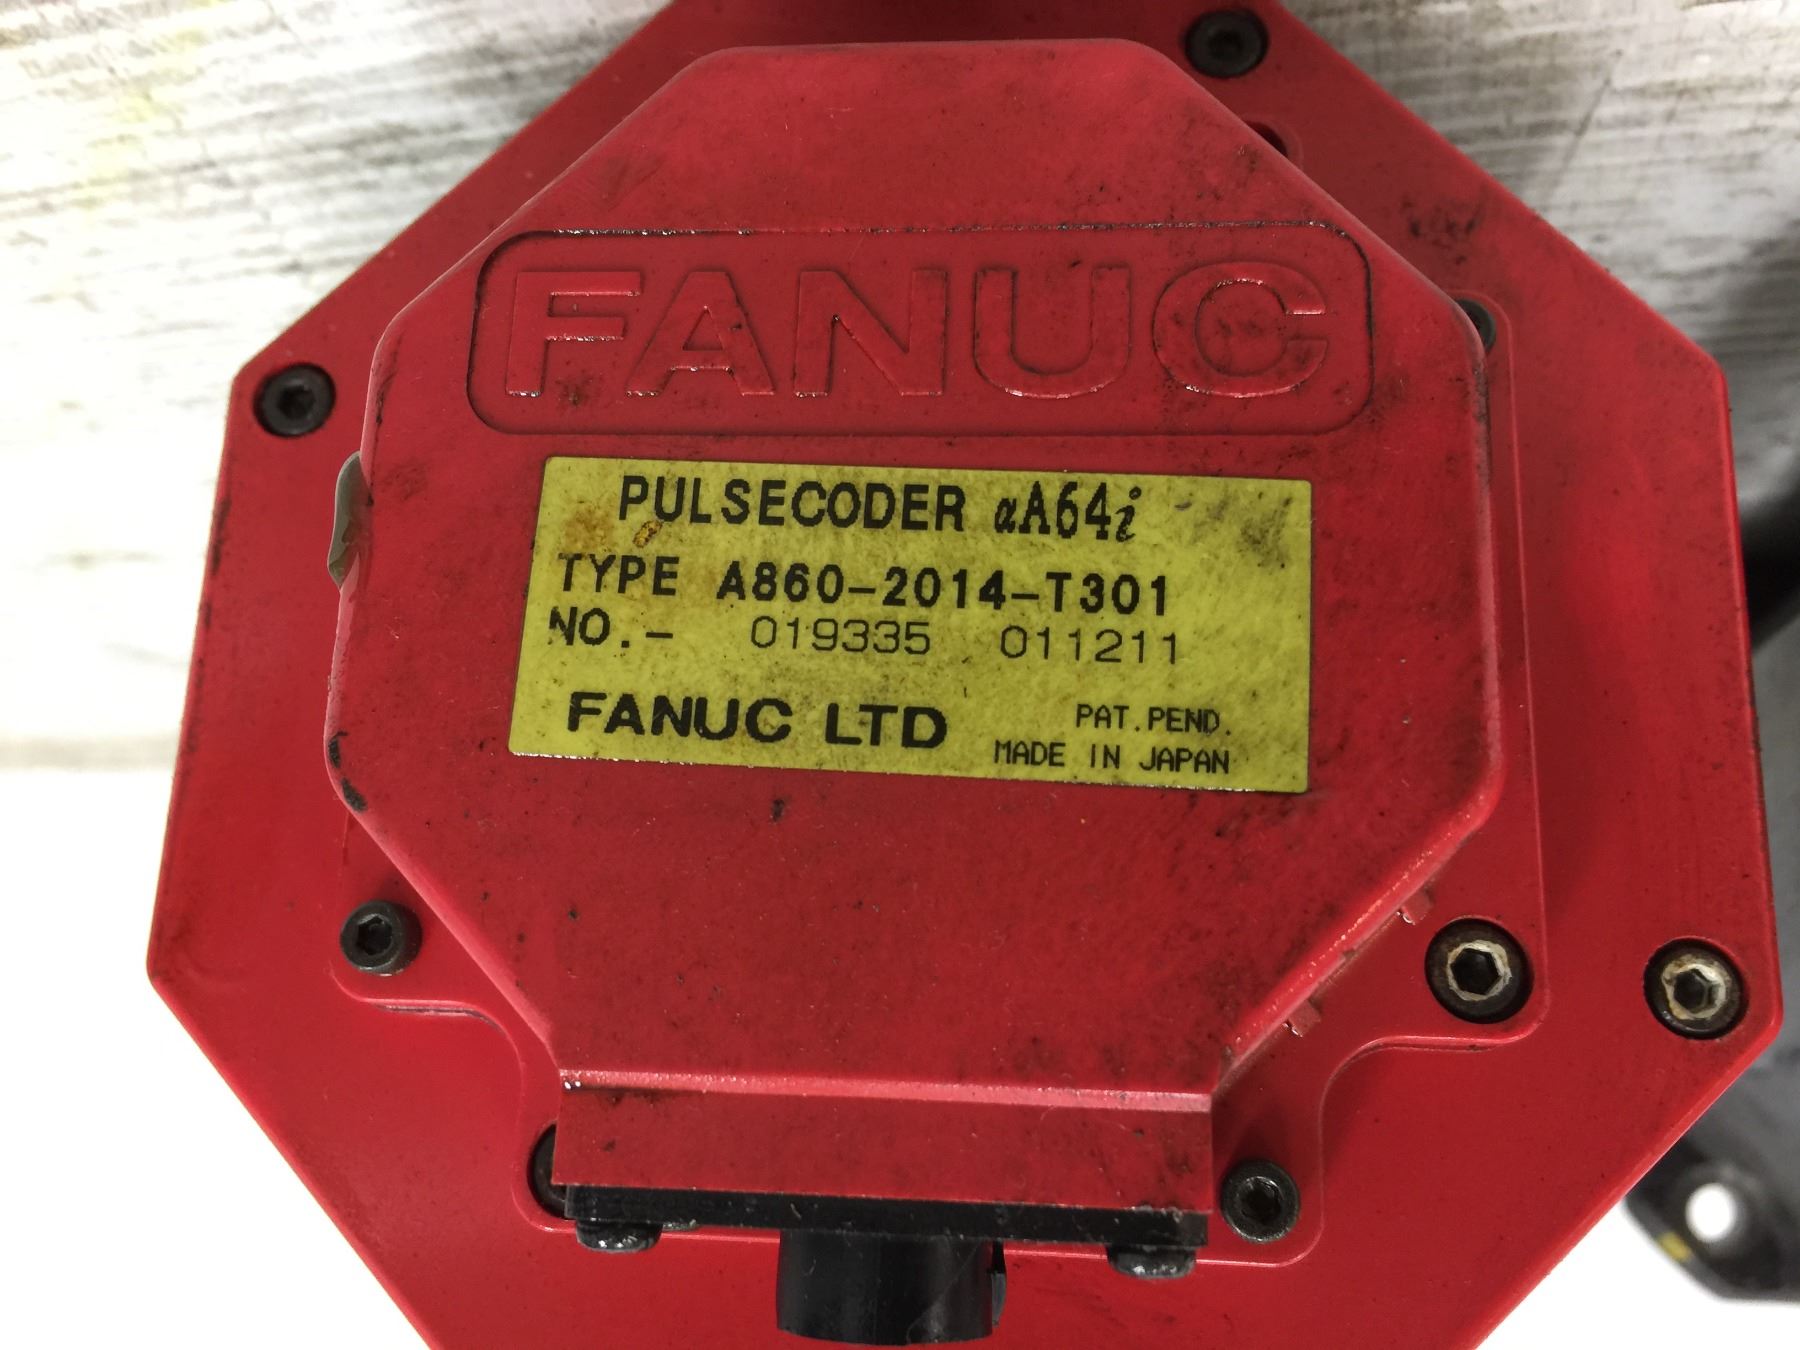 FANUC
PULSECODER αA64i
TYPE A860-2014-T301
NO.- 019335 011211
FANUC LTD
PAT.PEND.
MADE IN JAPAN